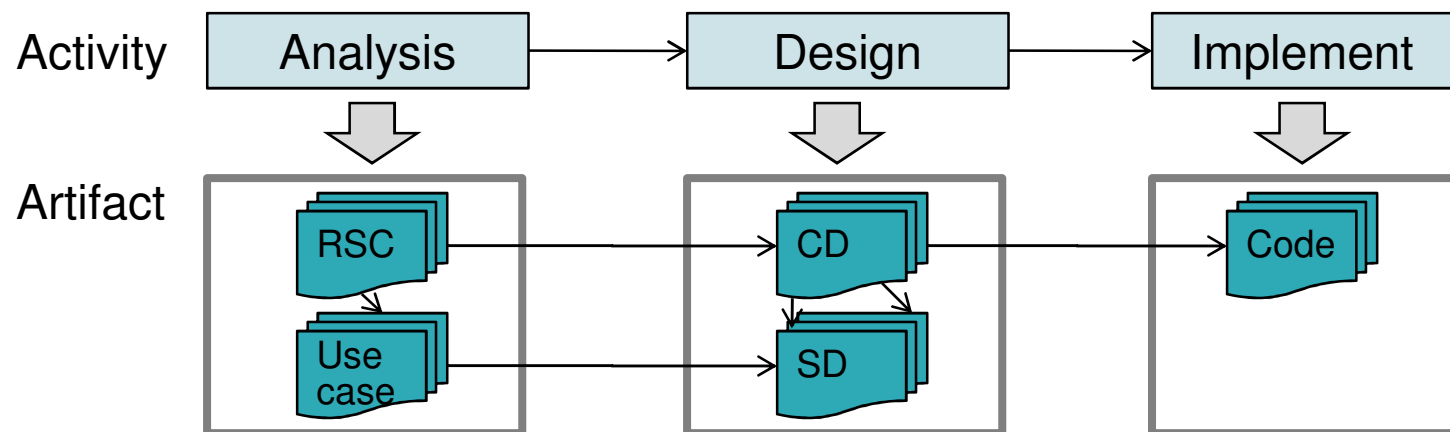 Activity
Analysis
Design
Implement
Artifact
RSC
CD
Code
Use
case
SD